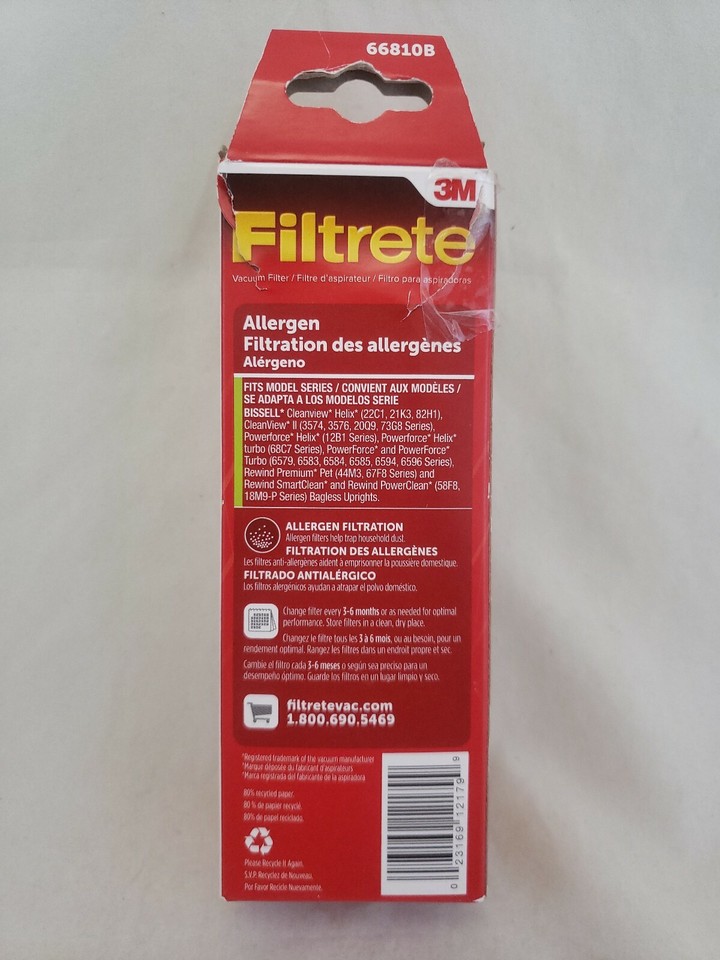 66810B
3M
Filtrete
Vacuum Filter / Filtre d'aspirateur / Filtro para aspiradoras
Allergen
Filtration des allergènes
Alérgeno
FITS MODEL SERIES / CONVIENT AUX MODÈLES /
SE ADAPTA A LOS MODELOS SERIE
BISSELL* Cleanview* Helix* (22C1, 21K3, 82H1),
CleanView* II (3574, 3576, 20Q9, 73G8 Series),
Powerforce* Helix* (12B1 Series), Powerforce* Helix*
turbo (68C7 Series), PowerForce* and PowerForce*
Turbo (6579, 6583, 6584, 6585, 6594, 6596 Series),
Rewind Premium* Pet (44M3, 67F8 Series) and
Rewind SmartClean* and Rewind PowerClean* (58F8,
18M9-P Series) Bagless Uprights.
ALLERGEN FILTRATION
Allergen filters help trap household dust.
FILTRATION DES ALLERGÈNES
Les filtres anti-allergènes aident à emprisonner la poussière domestique.
FILTRADO ANTIALÉRGICO
Los filtros alergénicos ayudan a atrapar el polvo doméstico.
Change filter every 3-6 months or as needed for optimal
performance. Store filters in a clean, dry place.
Changez le filtre tous les 3 à 6 mois, ou au besoin, pour un
rendement optimal. Rangez les filtres dans un endroit propre et sec.
Cambie el filtro cada 3-6 meses o según sea preciso para un
desempeño óptimo. Guarde los filtros en un lugar limpio y seco.
filtretevac.com
1.800.690.5469
*Registered trademark of the vacuum manufacturer
*Marque déposée du fabricant d'aspirateurs
*Marca registrada del fabricante de la aspiradora
80% recycled paper.
80 % de papier recyclé.
80% de papel reciclado.
Please Recycle It Again.
S.V.P. Recyclez de Nouveau.
Por Favor Recicle Nuevamente.
0 23169 12179 9